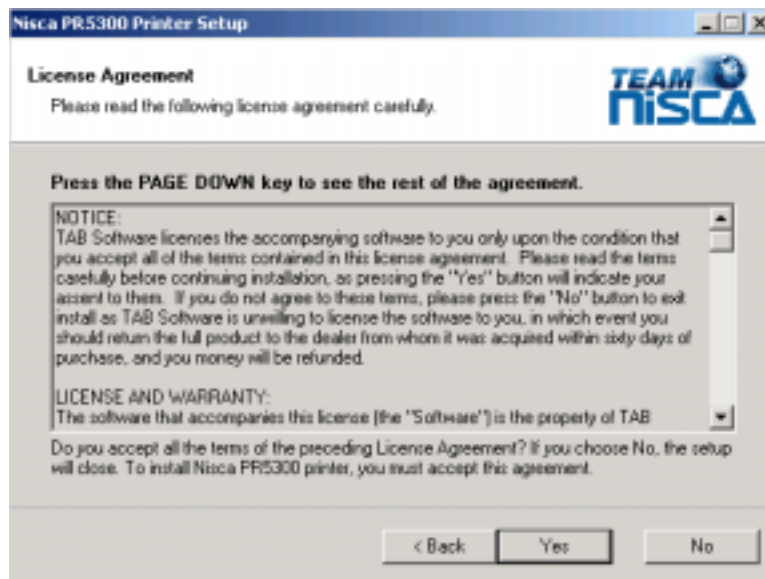 Nisca PR5300 Printer Setup
License Agreement
Please read the following license agreement carefully.
TEAM
NiSCA
Press the PAGE DOWN key to see the rest of the agreement.
NOTICE:
TAB Software licenses the accompanying software to you only upon the condition that
you accept all of the terms contained in this license agreement. Please read the terms
carefully before continuing installation, as pressing the "Yes" button will indicate your
assent to them. If you do not agree to these terms, please press the "No" button to exit
install as TAB Software is unwilling to license the software to you, in which event you
should return the full product to the dealer from whom it was acquired within sixty days of
purchase, and you money will be refunded.
LICENSE AND WARRANTY:
The software that accompanies this license (the "Software") is the property of TAB
Do you accept all the terms of the preceding License Agreement? If you choose No, the setup
will close. To install Nisca PR5300 printer, you must accept this agreement.
< Back
Yes
No